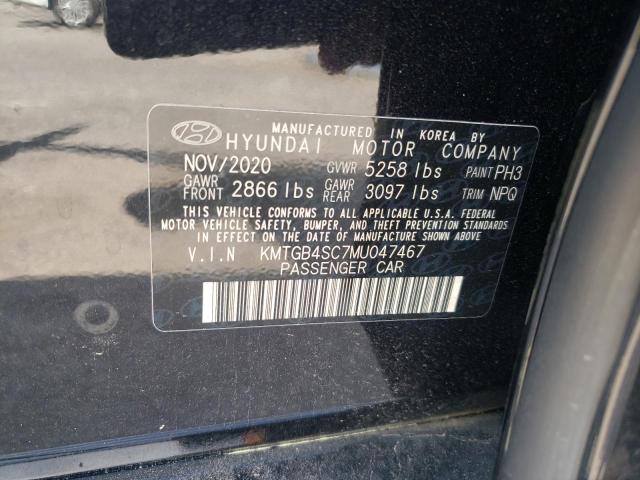 MANUFACTURED IN KOREA BY
HYUNDAI MOTOR COMPANY
NOV/2020 GVWR 5258 lbs PAINT PH3
GAWR FRONT 2866 lbs GAWR REAR 3097 lbs TRIM NPQ
THIS VEHICLE CONFORMS TO ALL APPLICABLE U.S.A. FEDERAL
MOTOR VEHICLE SAFETY, BUMPER, AND THEFT PREVENTION
STANDARDS IN EFFECT ON THE DATE OF MANUFACTURE SHOWN ABOVE.
V.I.N KMTGB4SC7MU047467
PASSENGER CAR